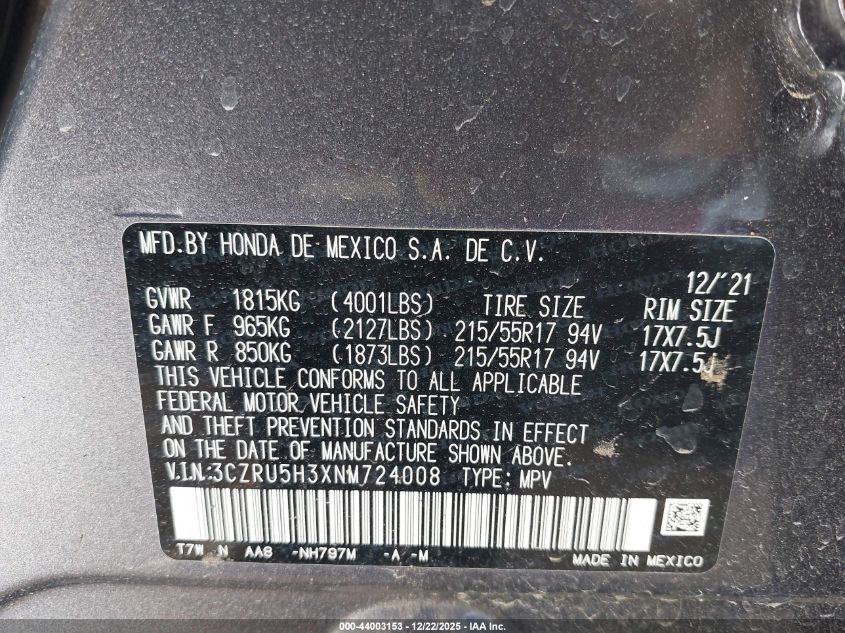 MFD.BY HONDA DE MEXICO S.A. DE C.V.
12/'21
GVWR 1815KG (4001LBS) TIRE SIZE RIM SIZE
GAWR F 965KG (2127LBS) 215/55R17 94V 17X7.5J
GAWR R 850KG (1873LBS) 215/55R17 94V 17X7.5J
THIS VEHICLE CONFORMS TO ALL APPLICABLE
FEDERAL MOTOR VEHICLE SAFETY
AND THEFT PREVENTION STANDARDS IN EFFECT
ON THE DATE OF MANUFACTURE SHOWN ABOVE.
V.I.N.:3CZRU5H3XNM724008 TYPE: MPV
T7W N AA8 -NH797M -A -M
MADE IN MEXICO
000-44003153 - 12/22/2025 - IAA Inc.